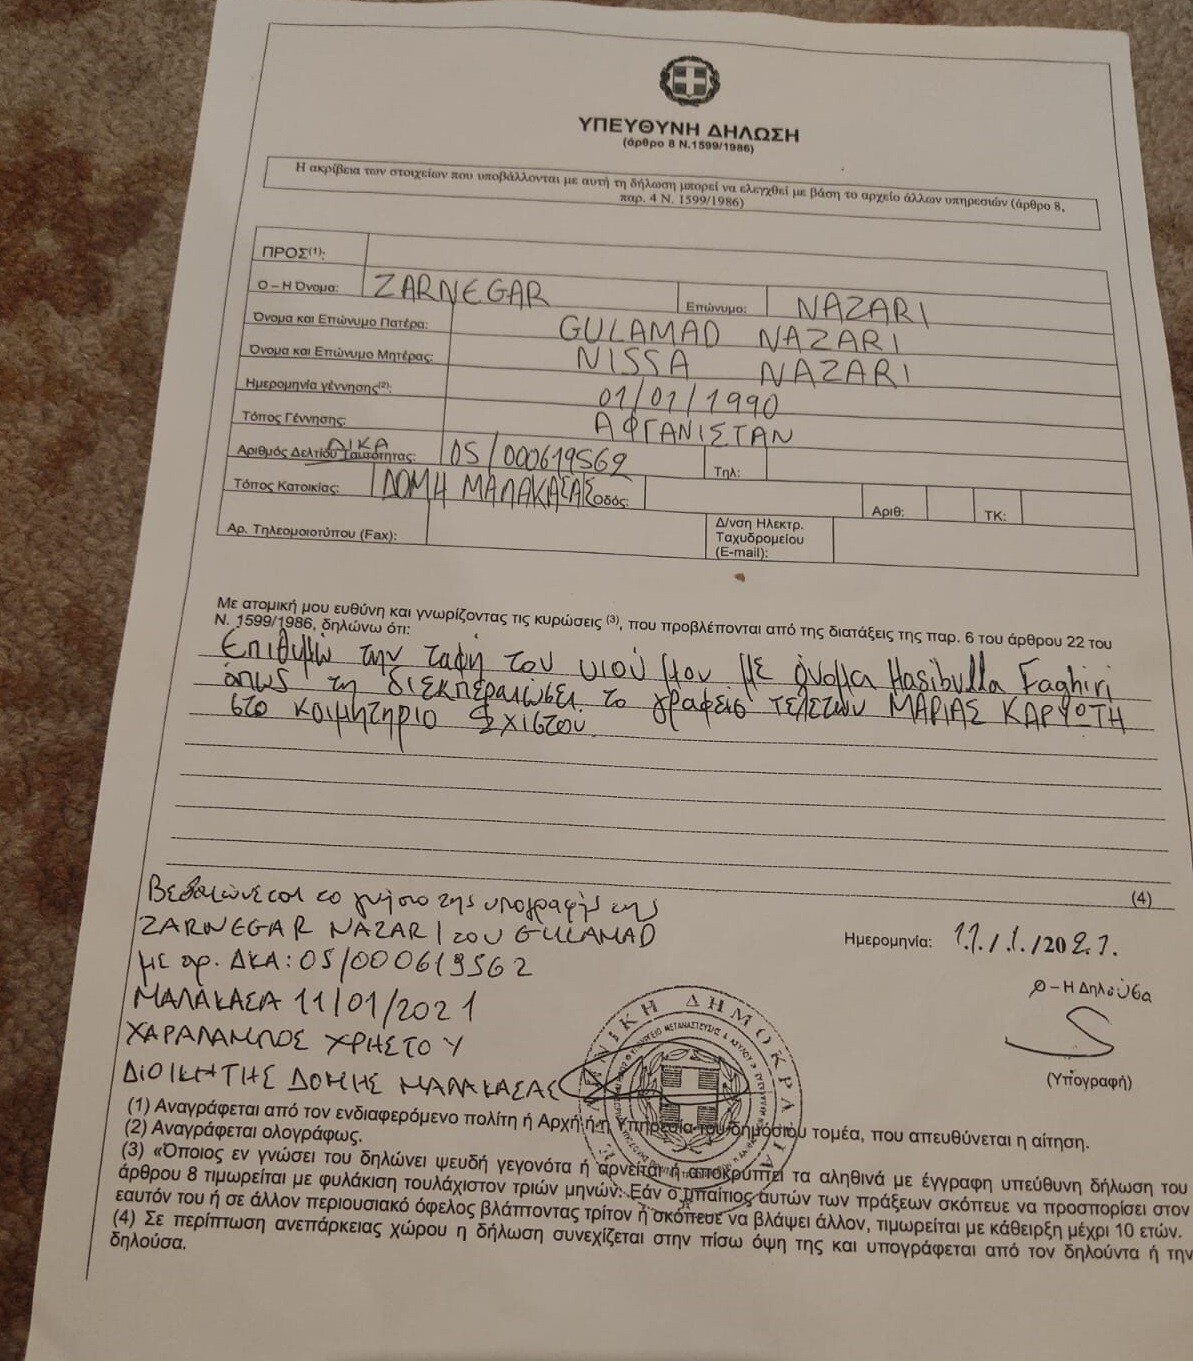 ΥΠΕΥΘΥΝΗ ΔΗΛΩΣΗ
(άρθρο 8 Ν.1599/1986)
Η ακρίβεια των στοιχείων που υποβάλλονται με αυτή τη δήλωση μπορεί να ελεγχθεί με βάση το αρχείο άλλων υπηρεσιών (άρθρο 8,
παρ. 4 Ν. 1599/1986)
ΠΡΟΣ(1):
Ο – Η Όνομα: ZARNEGAR Επώνυμο: NAZARI
Όνομα και Επώνυμο Πατέρα: GULAMAD NAZARI
Όνομα και Επώνυμο Μητέρας: NISSA NAZARI
Ημερομηνία γέννησης(2): 01/01/1990
Τόπος Γέννησης: ΑΦΓΑΝΙΣΤΑΝ
Αριθμός Δελτίου Ταυτότητας: ΔΙΚΑ 05/000619562 Τηλ:
Τόπος Κατοικίας: ΔΟΜΗ ΜΑΛΑΚΑΣΑΣ Οδός: Αριθ: ΤΚ:
Αρ. Τηλεομοιοτύπου (Fax): Δ/νση Ηλεκτρ.
Ταχυδρομείου
(Email):
Με ατομική μου ευθύνη και γνωρίζοντας τις κυρώσεις (3), που προβλέπονται από της διατάξεις της παρ. 6 του άρθρου 22 του
Ν. 1599/1986, δηλώνω ότι:
Επιθυμώ την ταφή του υιού μου με όνομα Hasibulla Faghiri
όπως τη διεκπεραιώσει το γραφείο τελετών ΜΑΡΙΑΣ ΚΑΡΥΩΤΗ
στο κοιμητήριο Σχιστού
(4)
Βεβαιώνεται το γνήσιο της υπογραφής της
ZARNEGAR NAZARI του GULAMAD
με αρ. ΔΚΑ: 05/000619562
ΜΑΛΑΚΑΣΑ 11/01/2021
ΧΑΡΑΛΑΜΠΟΣ ΧΡΗΣΤΟΥ
ΔΙΟΙΚΗΤΗΣ ΔΟΜΗΣ ΜΑΛΑΚΑΣΑΣ
Ημερομηνία: 11/1/2021.
Ο – Η Δηλούσα
(Υπογραφή)
ΕΛΛΗΝΙΚΗ ΔΗΜΟΚΡΑΤΙΑ
(1) Αναγράφεται από τον ενδιαφερόμενο πολίτη ή Αρχή ή η Υπηρεσία του δημόσιου τομέα, που απευθύνεται η αίτηση.
(2) Αναγράφεται ολογράφως.
(3) «Όποιος εν γνώσει του δηλώνει ψευδή γεγονότα ή αρνείται ή αποκρύπτει τα αληθινά με έγγραφη υπεύθυνη δήλωση του
άρθρου 8 τιμωρείται με φυλάκιση τουλάχιστον τριών μηνών. Εάν ο υπαίτιος αυτών των πράξεων σκόπευε να προσπορίσει στον
εαυτόν του ή σε άλλον περιουσιακό όφελος βλάπτοντας τρίτον ή σκόπευε να βλάψει άλλον, τιμωρείται με κάθειρξη μέχρι 10 ετών.
(4) Σε περίπτωση ανεπάρκειας χώρου η δήλωση συνεχίζεται στην πίσω όψη της και υπογράφεται από τον δηλούντα ή την
δηλούσα.